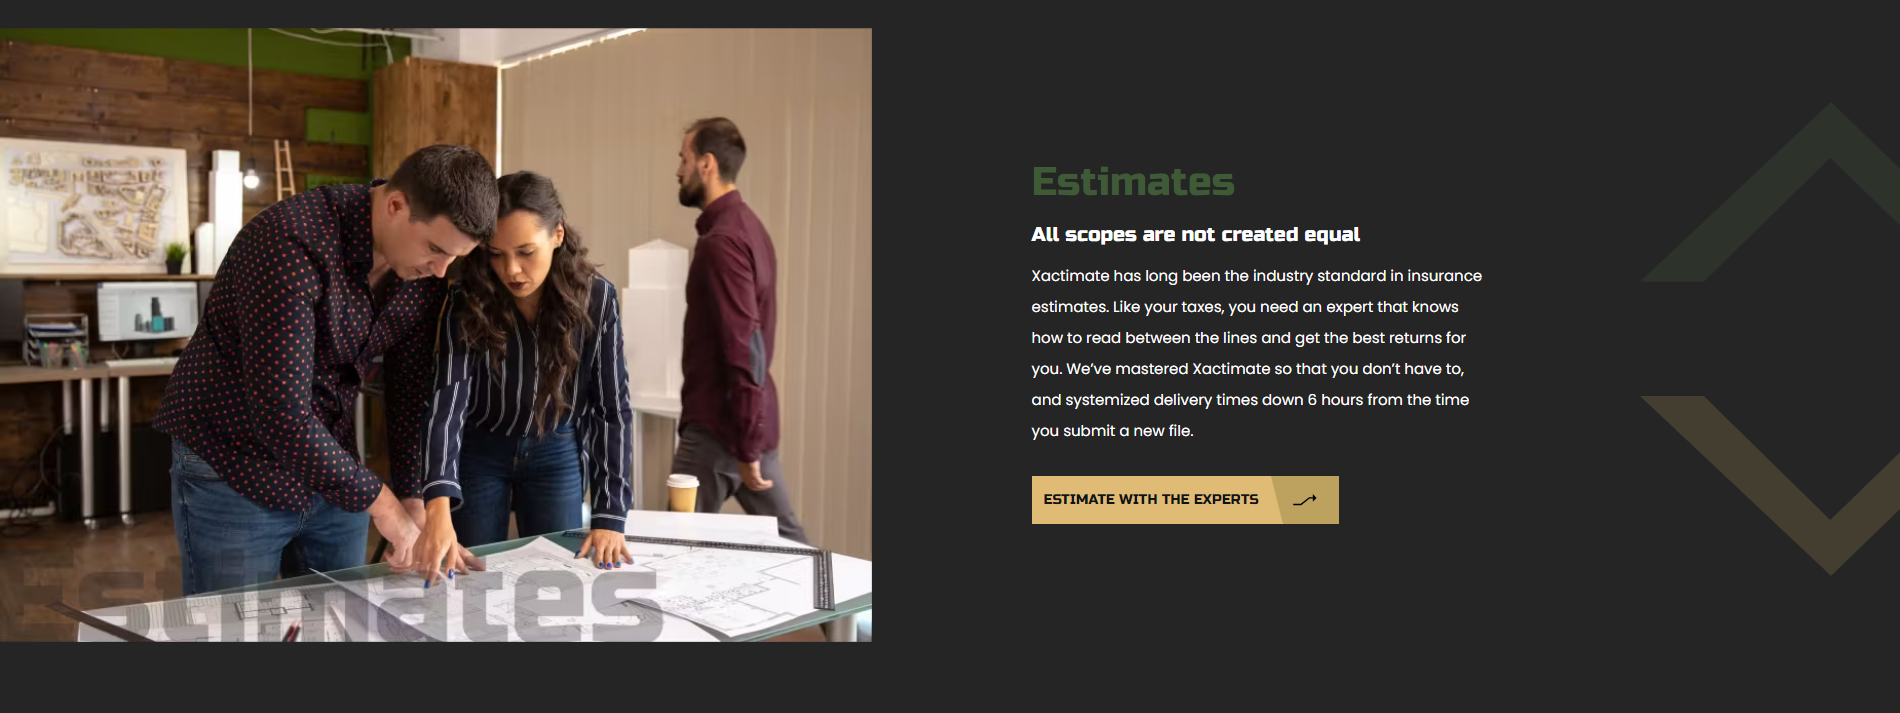 Estimates
All scopes are not created equal
Xactimate has long been the industry standard in insurance
estimates. Like your taxes, you need an expert that knows
how to read between the lines and get the best returns for
you. We’ve mastered Xactimate so that you don’t have to,
and systemized delivery times down 6 hours from the time
you submit a new file.
ESTIMATE WITH THE EXPERTS
Estimates